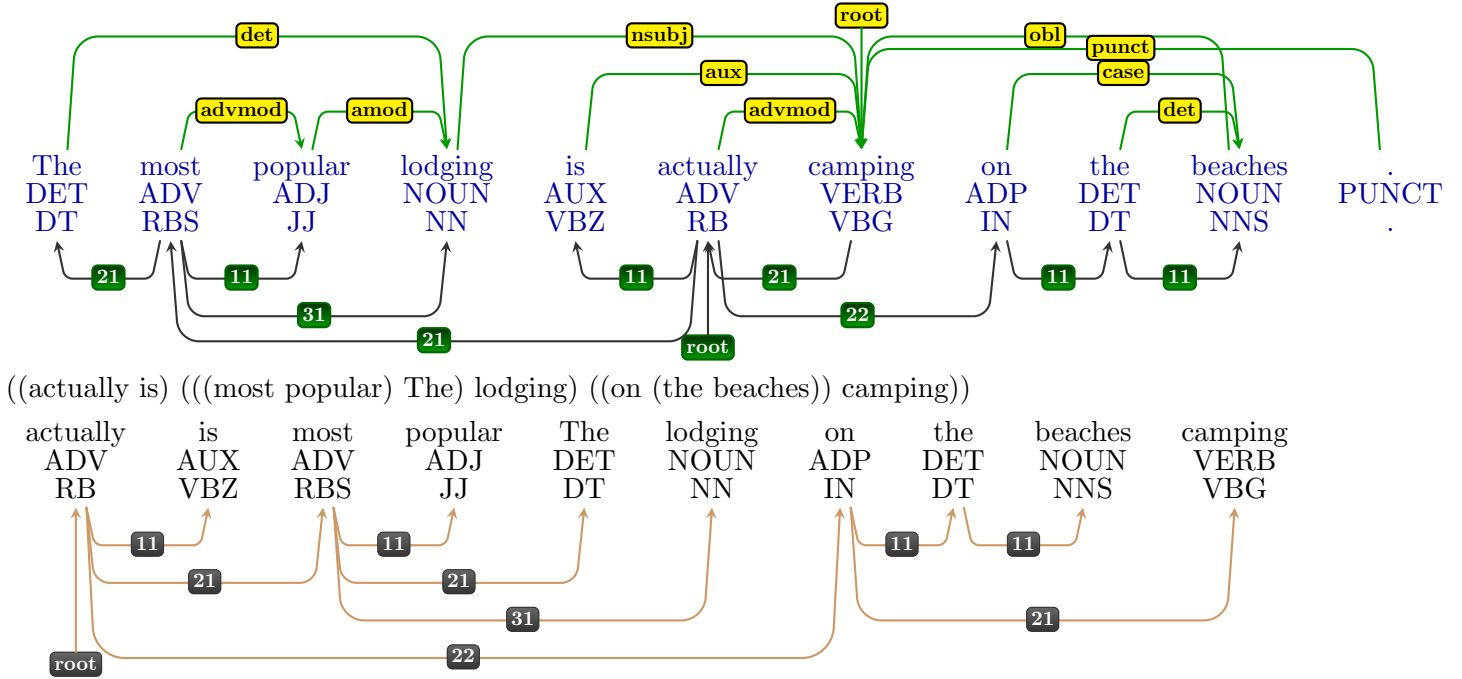 root
det nsubj obl
punct
aux case
advmod amod advmod det
The most popular lodging is actually camping on the beaches .
DET ADV ADJ NOUN AUX ADV VERB ADP DET NOUN PUNCT
DT RBS JJ NN VBZ RB VBG IN DT NNS .
21 11 11 21 11 11
31 22
21 root
((actually is) (((most popular) The) lodging) ((on (the beaches)) camping))
actually is most popular The lodging on the beaches camping
ADV AUX ADV ADJ DET NOUN ADP DET NOUN VERB
RB VBZ RBS JJ DT NN IN DT NNS VBG
11 11 11 11
21 21
31 21
root 22